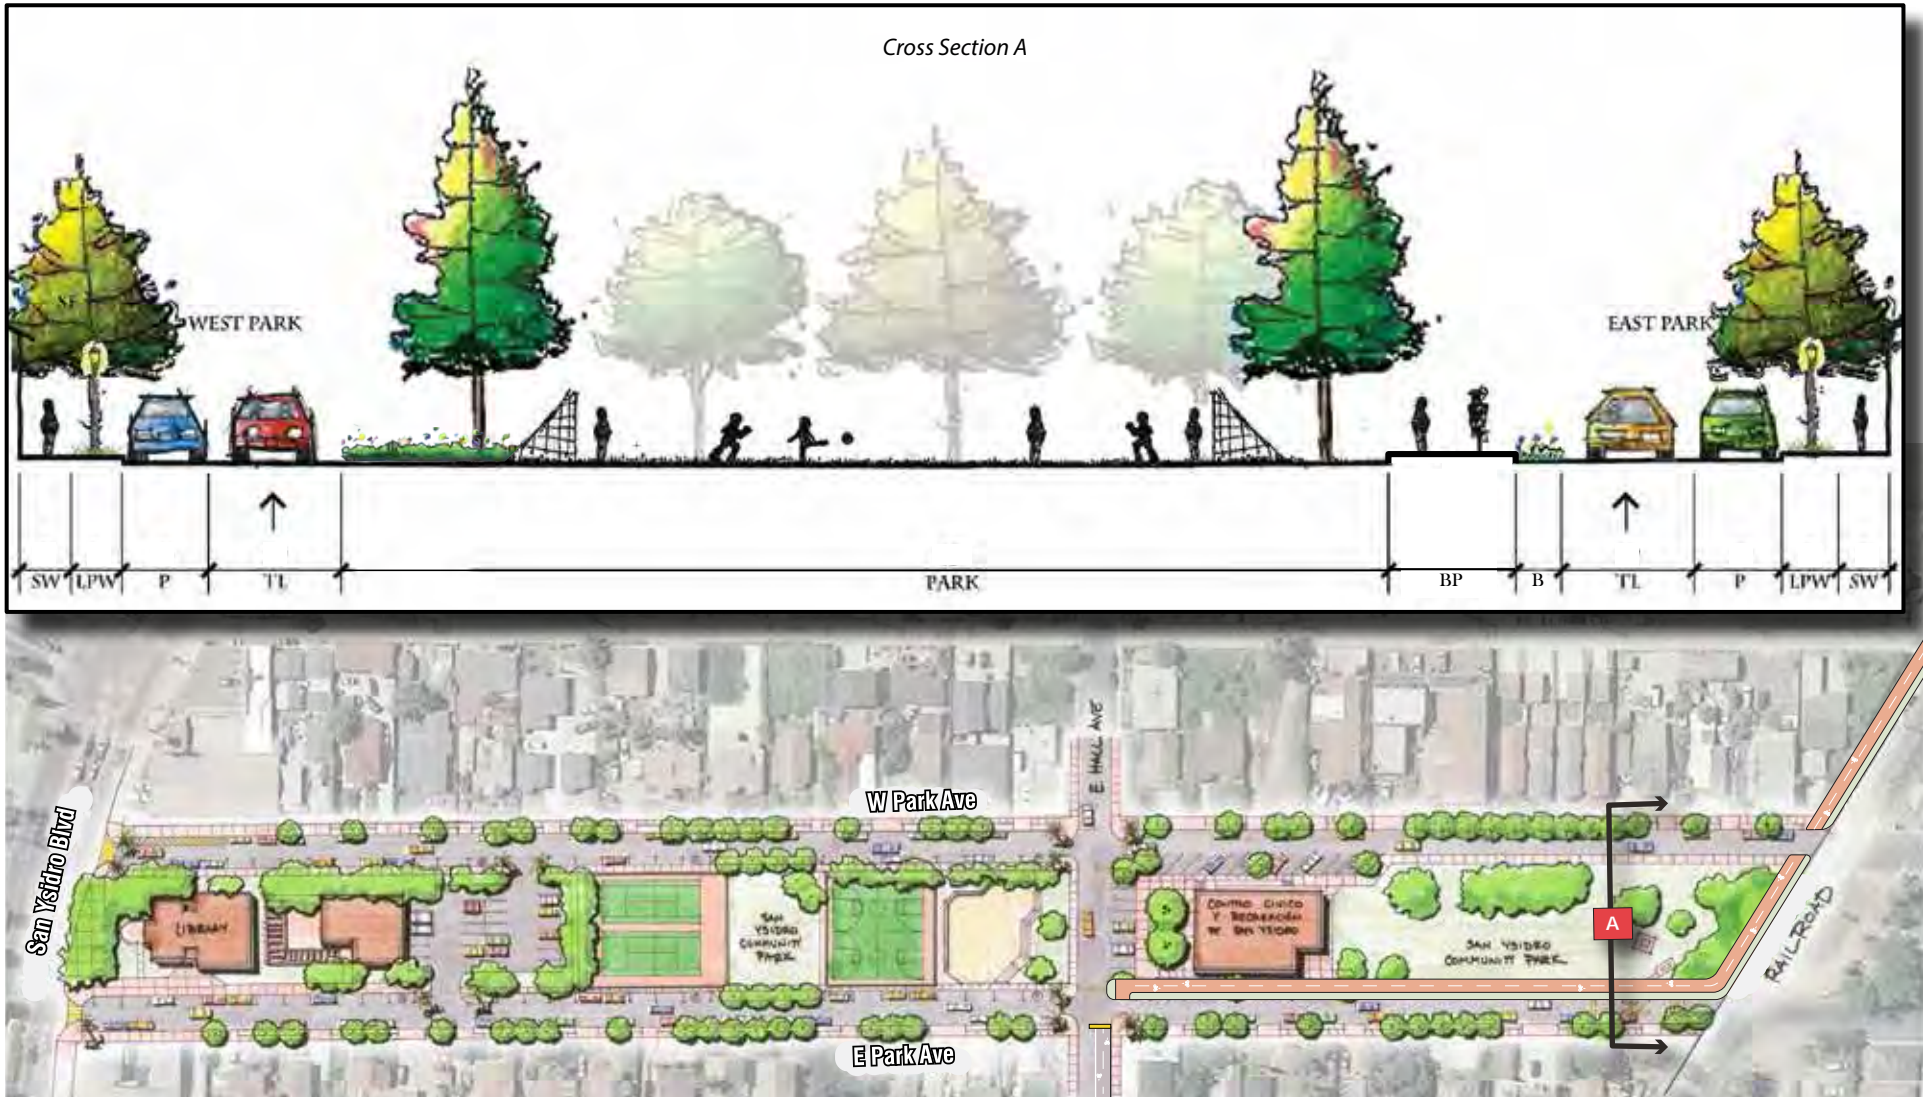 Cross Section A
SF
WEST PARK
EAST PARK
SW LPW P TL PARK BP B TL P LPW SW
E HALL AVE
W Park Ave
San Ysidro Blvd
LIBRARY
SAN
YSIDRO
COMMUNITY
PARK
CENTRO CIVICO
Y RECREACION
DE SAN YSIDRO
A
SAN YSIDRO
COMMUNITY PARK
RAILROAD
E Park Ave